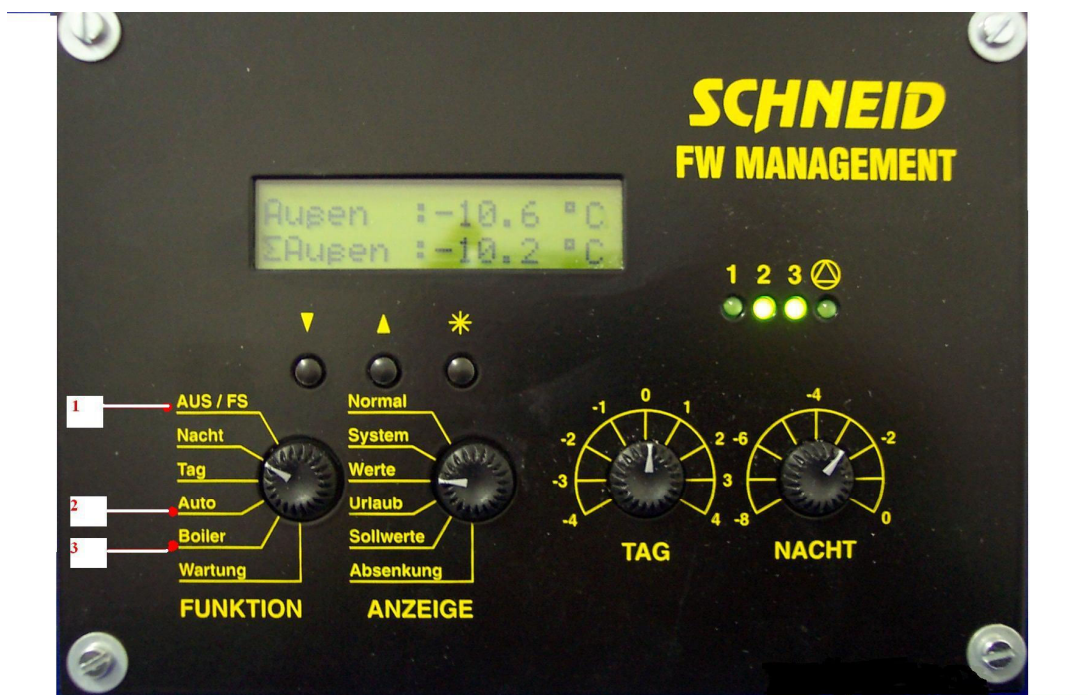 SCHNEID
FW MANAGEMENT
Außen :-10.6 °C
ΣAußen :-10.2 °C
1 2 3
1
2
3
AUS / FS
Nacht
Tag
Auto
Boiler
Wartung
FUNKTION
Normal
System
Werte
Urlaub
Sollwerte
Absenkung
ANZEIGE
-4 -3 -2 -1 0 1 2 3 4
TAG
-8 -6 -4 -2 0
NACHT